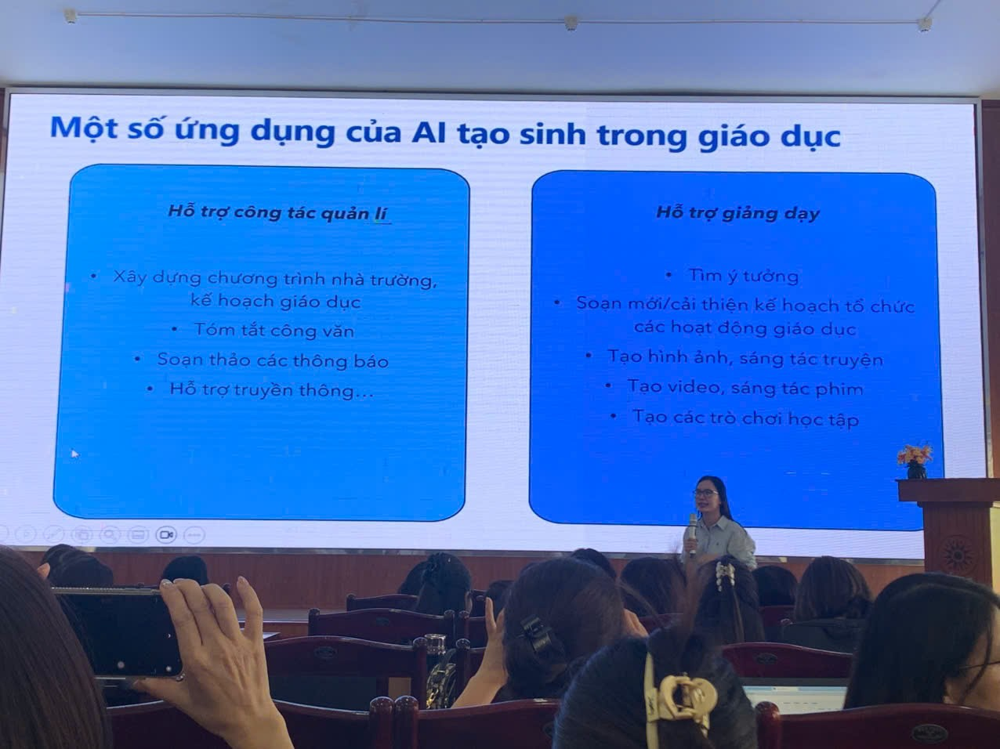 Một số ứng dụng của AI tạo sinh trong giáo dục
Hỗ trợ công tác quản lí
• Xây dựng chương trình nhà trường,
kế hoạch giáo dục
• Tóm tắt công văn
• Soạn thảo các thông báo
• Hỗ trợ truyền thông...
Hỗ trợ giảng dạy
• Tìm ý tưởng
• Soạn mới/cải thiện kế hoạch tổ chức
các hoạt động giáo dục
• Tạo hình ảnh, sáng tác truyện
• Tạo video, sáng tác phim
• Tạo các trò chơi học tập